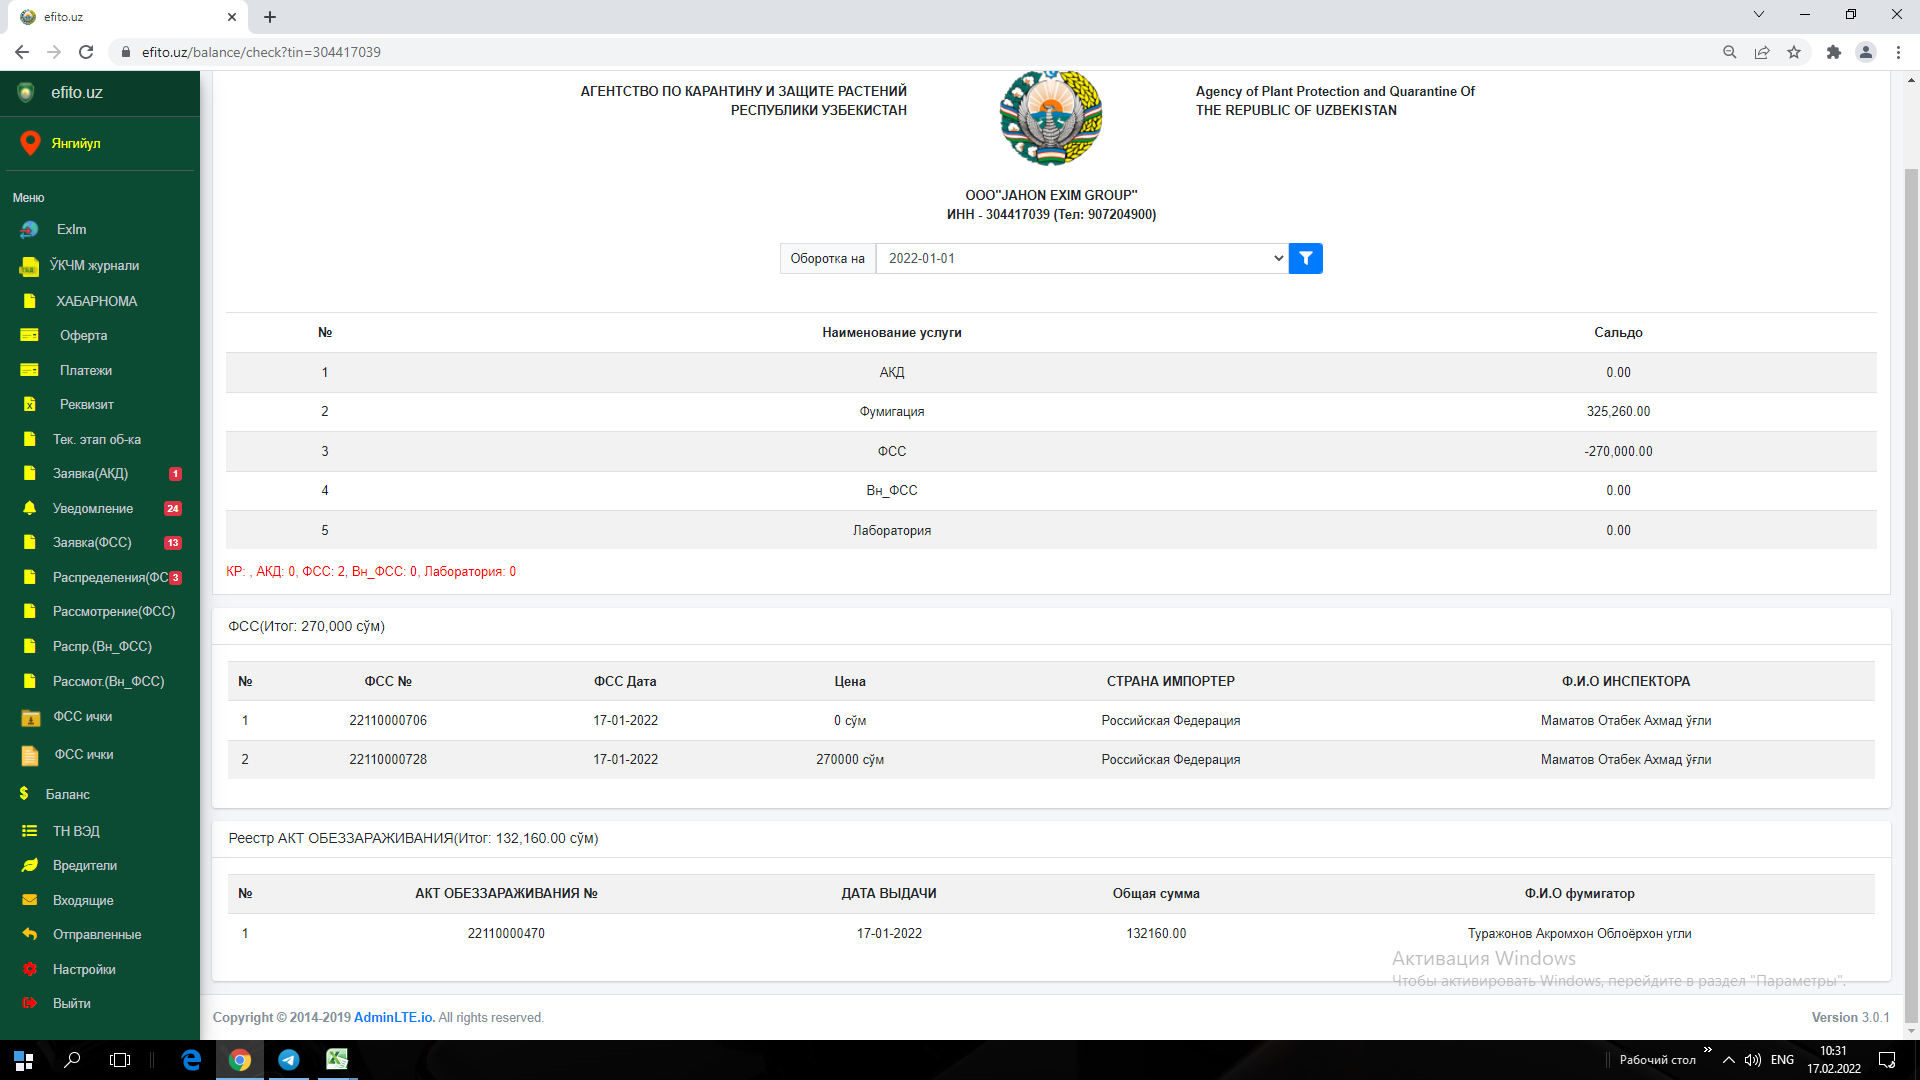 efito.uz
efito.uz/balance/check?tin=304417039
efito.uz
Янгийул
Меню
ExIm
ЎКЧМ журнали
ХАБАРНОМА
Оферта
Платежи
Реквизит
Тек. этап об-ка
Заявка(АКД) 1
Уведомление 24
Заявка(ФСС) 13
Распределения(ФС 3
Рассмотрение(ФСС)
Распр.(Вн_ФСС)
Рассмот.(Вн_ФСС)
ФСС ички
ФСС ички
Баланс
ТН ВЭД
Вредители
Входящие
Отправленные
Настройки
Выйти
АГЕНТСТВО ПО КАРАНТИНУ И ЗАЩИТЕ РАСТЕНИЙ
РЕСПУБЛИКИ УЗБЕКИСТАН
Agency of Plant Protection and Quarantine Of
THE REPUBLIC OF UZBEKISTAN
ООО"JAHON EXIM GROUP"
ИНН - 304417039 (Тел: 907204900)
Оборотка на 2022-01-01
№ Наименование услуги Сальдо
1 АКД 0.00
2 Фумигация 325,260.00
3 ФСС -270,000.00
4 Вн_ФСС 0.00
5 Лаборатория 0.00
КР: , АКД: 0, ФСС: 2, Вн_ФСС: 0, Лаборатория: 0
ФСС(Итог: 270,000 сўм)
№ ФСС № ФСС Дата Цена СТРАНА ИМПОРТЕР Ф.И.О ИНСПЕКТОРА
1 22110000706 17-01-2022 0 сўм Российская Федерация Маматов Отабек Ахмад ўғли
2 22110000728 17-01-2022 270000 сўм Российская Федерация Маматов Отабек Ахмад ўғли
Реестр АКТ ОБЕЗЗАРАЖИВАНИЯ(Итог: 132,160.00 сўм)
№ АКТ ОБЕЗЗАРАЖИВАНИЯ № ДАТА ВЫДАЧИ Общая сумма Ф.И.О фумигатор
1 22110000470 17-01-2022 132160.00 Туражонов Акромхон Облоёрхон угли
Активация Windows
Чтобы активировать Windows, перейдите в раздел "Параметры".
Copyright © 2014-2019 AdminLTE.io. All rights reserved.
Version 3.0.1
Рабочий стол
ENG
10:31
17.02.2022